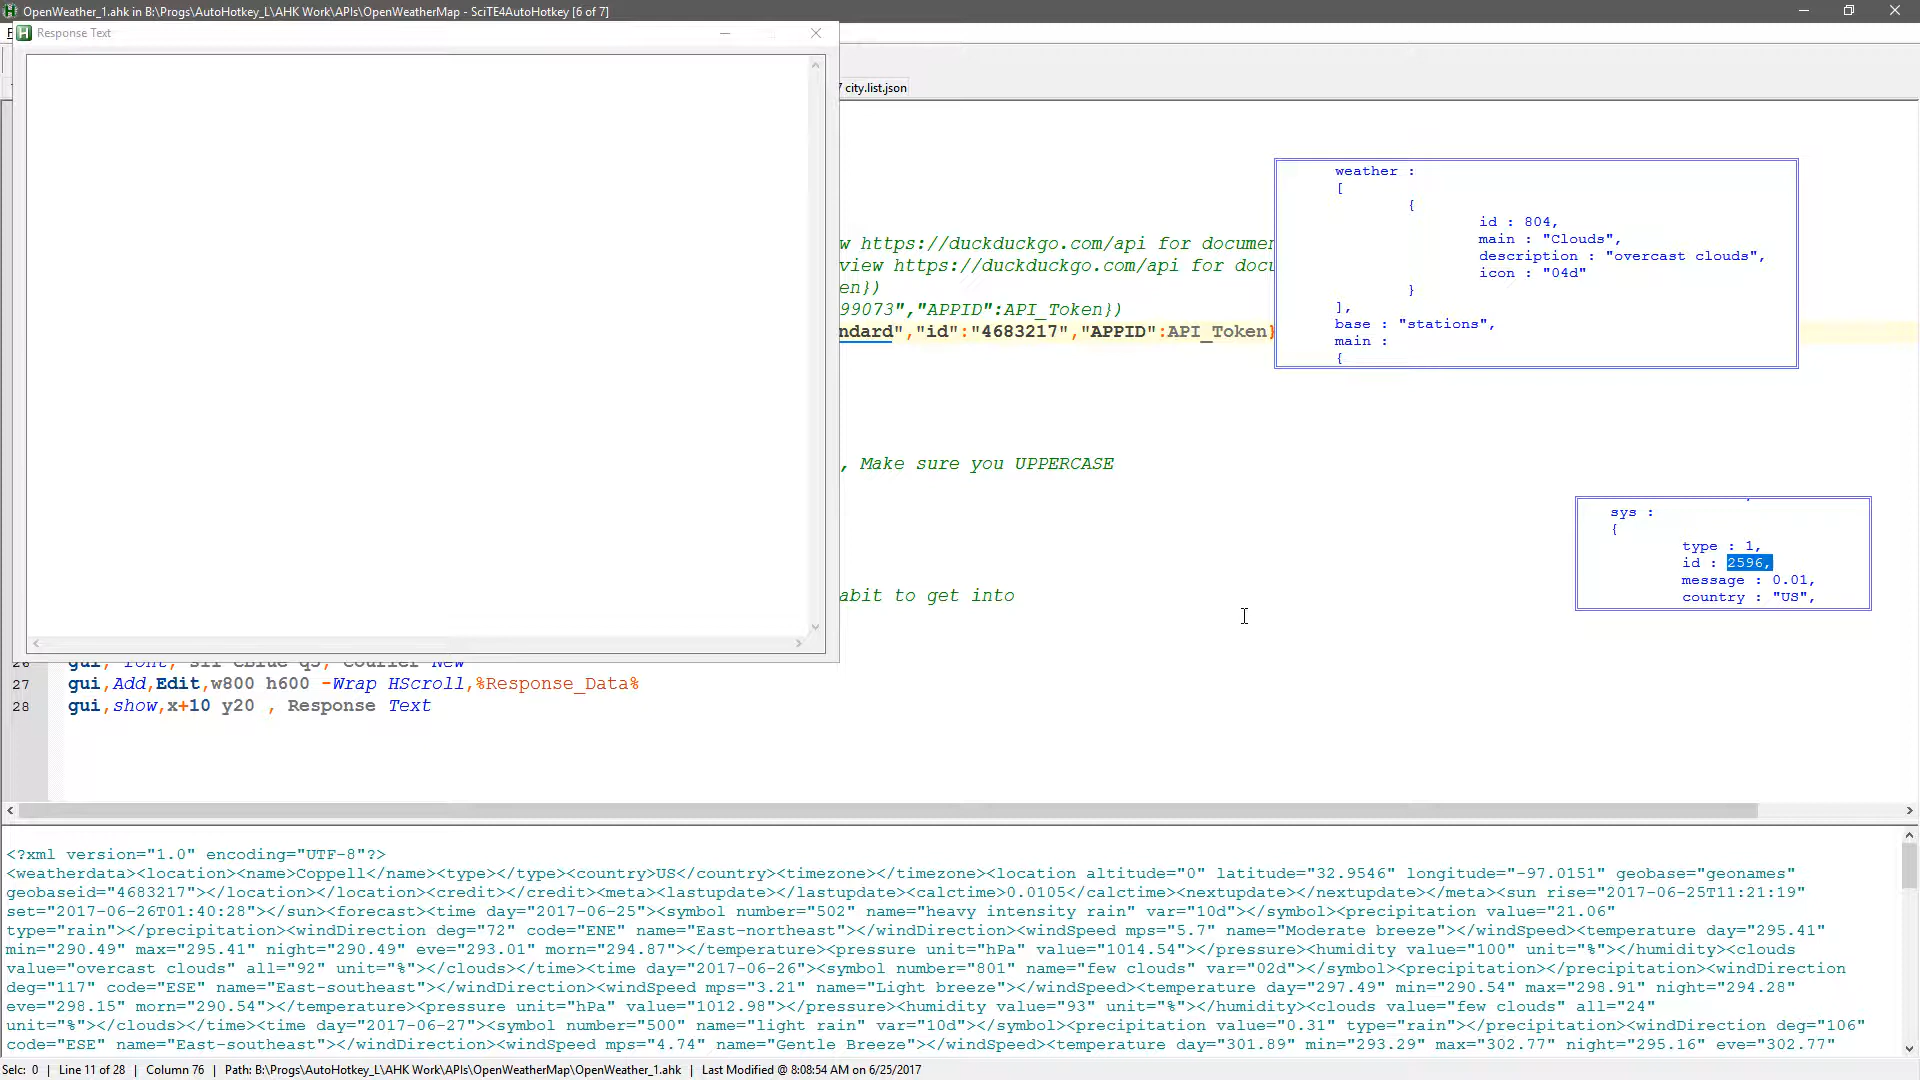 OpenWeather_1.ahk in B:\Progs\AutoHotkey_L\AHK Work\APIs\OpenWeatherMap - SciTE4AutoHotkey [6 of 7]
Response Text
7 city.list.json
w https://duckduckgo.com/api for documen
view https://duckduckgo.com/api for docu
en})
99073","APPID":API_Token})
ndard","id":"4683217","APPID":API_Token}
, Make sure you UPPERCASE
abit to get into
weather :
[
{
id : 804,
main : "Clouds",
description : "overcast clouds",
icon : "04d"
}
],
base : "stations",
main :
{
sys :
{
type : 1,
id : 2596,
message : 0.01,
country : "US",
26 gui, font, s11 cBlue q5, Courier New
27 gui,Add,Edit,w800 h600 -Wrap HScroll,%Response_Data%
28 gui,show,x+10 y20 , Response Text
<?xml version="1.0" encoding="UTF-8"?>
<weatherdata><location><name>Coppell</name><type></type><country>US</country><timezone></timezone><location altitude="0" latitude="32.9546" longitude="-97.0151" geobase="geonames"
geobaseid="4683217"></location></location><credit></credit><meta><lastupdate></lastupdate><calctime>0.0105</calctime><nextupdate></nextupdate></meta><sun rise="2017-06-25T11:21:19"
set="2017-06-26T01:40:28"></sun><forecast><time day="2017-06-25"><symbol number="502" name="heavy intensity rain" var="10d"></symbol><precipitation value="21.06"
type="rain"></precipitation><windDirection deg="72" code="ENE" name="East-northeast"></windDirection><windSpeed mps="5.7" name="Moderate breeze"></windSpeed><temperature day="295.41"
min="290.49" max="295.41" night="290.49" eve="293.01" morn="294.87"></temperature><pressure unit="hPa" value="1014.54"></pressure><humidity value="100" unit="%"></humidity><clouds
value="overcast clouds" all="92" unit="%"></clouds></time><time day="2017-06-26"><symbol number="801" name="few clouds" var="02d"></symbol><precipitation></precipitation><windDirection
deg="117" code="ESE" name="East-southeast"></windDirection><windSpeed mps="3.21" name="Light breeze"></windSpeed><temperature day="297.49" min="290.54" max="298.91" night="294.28"
eve="298.15" morn="290.54"></temperature><pressure unit="hPa" value="1012.98"></pressure><humidity value="93" unit="%"></humidity><clouds value="few clouds" all="24"
unit="%"></clouds></time><time day="2017-06-27"><symbol number="500" name="light rain" var="10d"></symbol><precipitation value="0.31" type="rain"></precipitation><windDirection deg="106"
code="ESE" name="East-southeast"></windDirection><windSpeed mps="4.74" name="Gentle Breeze"></windSpeed><temperature day="301.89" min="293.29" max="302.77" night="295.16" eve="302.77"
Selc: 0 | Line 11 of 28 | Column 76 | Path: B:\Progs\AutoHotkey_L\AHK Work\APIs\OpenWeatherMap\OpenWeather_1.ahk | Last Modified @ 8:08:54 AM on 6/25/2017